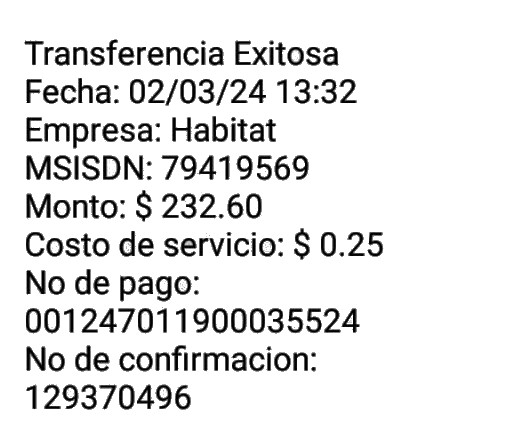 Transferencia Exitosa
Fecha: 02/03/24 13:32
Empresa: Habitat
MSISDN: 79419569
Monto: $ 232.60
Costo de servicio: $ 0.25
No de pago:
001247011900035524
No de confirmacion:
129370496